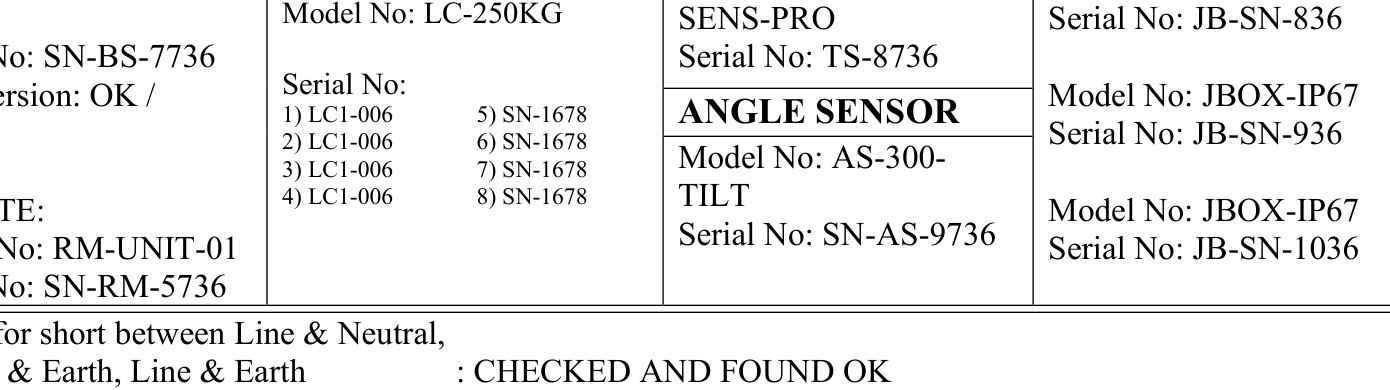 No: SN-BS-7736
ersion: OK /
TE:
No: RM-UNIT-01
No: SN-RM-5736
Model No: LC-250KG
Serial No:
1) LC1-006 5) SN-1678
2) LC1-006 6) SN-1678
3) LC1-006 7) SN-1678
4) LC1-006 8) SN-1678
SENS-PRO
Serial No: TS-8736
ANGLE SENSOR
Model No: AS-300-
TILT
Serial No: SN-AS-9736
Serial No: JB-SN-836
Model No: JBOX-IP67
Serial No: JB-SN-936
Model No: JBOX-IP67
Serial No: JB-SN-1036
for short between Line & Neutral,
& Earth, Line & Earth : CHECKED AND FOUND OK